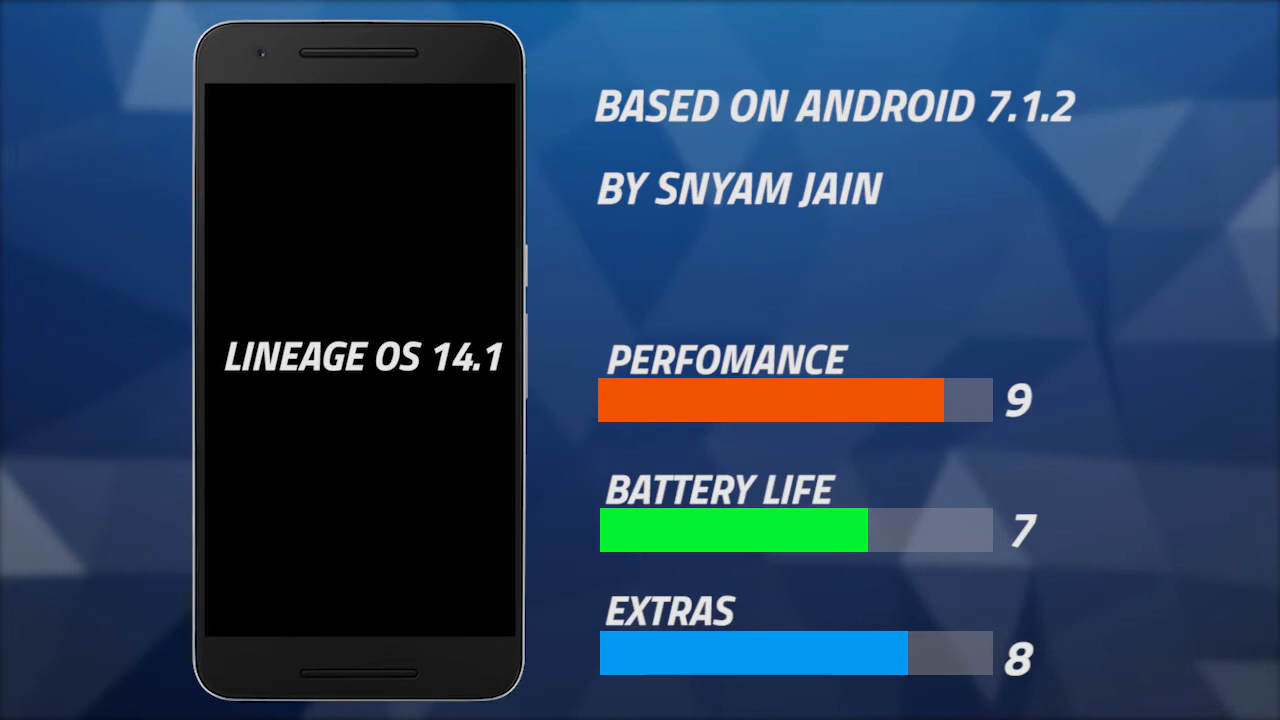 BASED ON ANDROID 7.1.2
BY SNYAM JAIN
LINEAGE OS 14.1
PERFOMANCE
9
BATTERY LIFE
7
EXTRAS
8